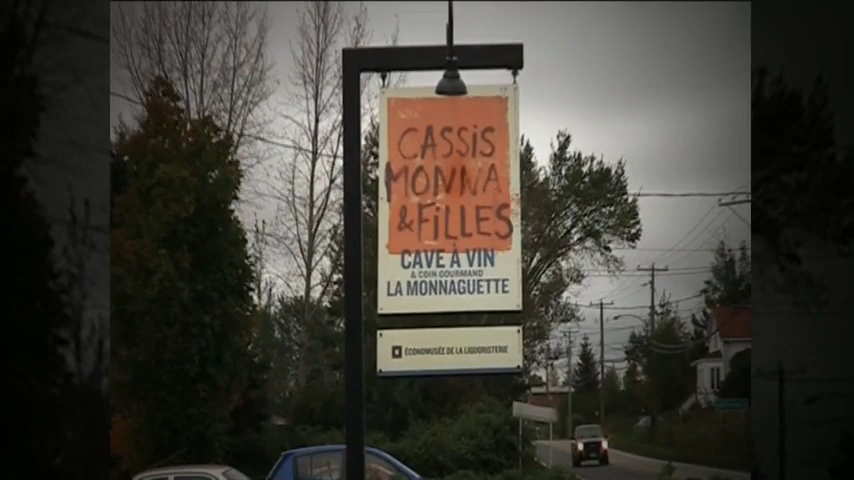 CASSIS
MONNA
& FILLES
CAVE À VIN
& COIN GOURMAND
LA MONNAGUETTE
ÉCONOMUSÉE DE LA LIQUORISTERIE